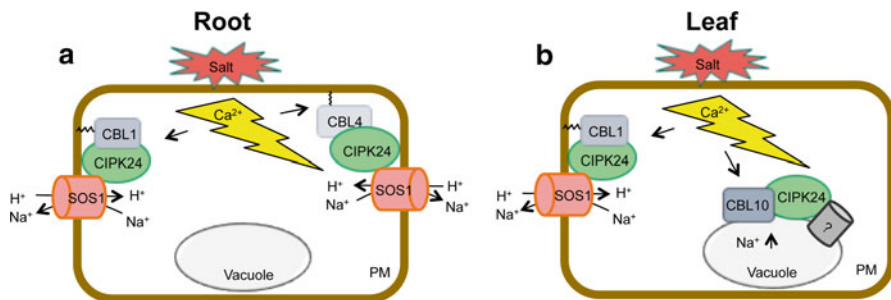 Root
a
Salt
Ca²⁺
CBL1
CIPK24
CBL4
CIPK24
SOS1
H⁺
H⁺
Na⁺
Na⁺
SOS1
H⁺
H⁺
Na⁺
Na⁺
Vacuole
PM
Leaf
b
Salt
Ca²⁺
CBL1
CIPK24
SOS1
H⁺
H⁺
Na⁺
Na⁺
CBL10
CIPK24
?
Na⁺
Vacuole
PM